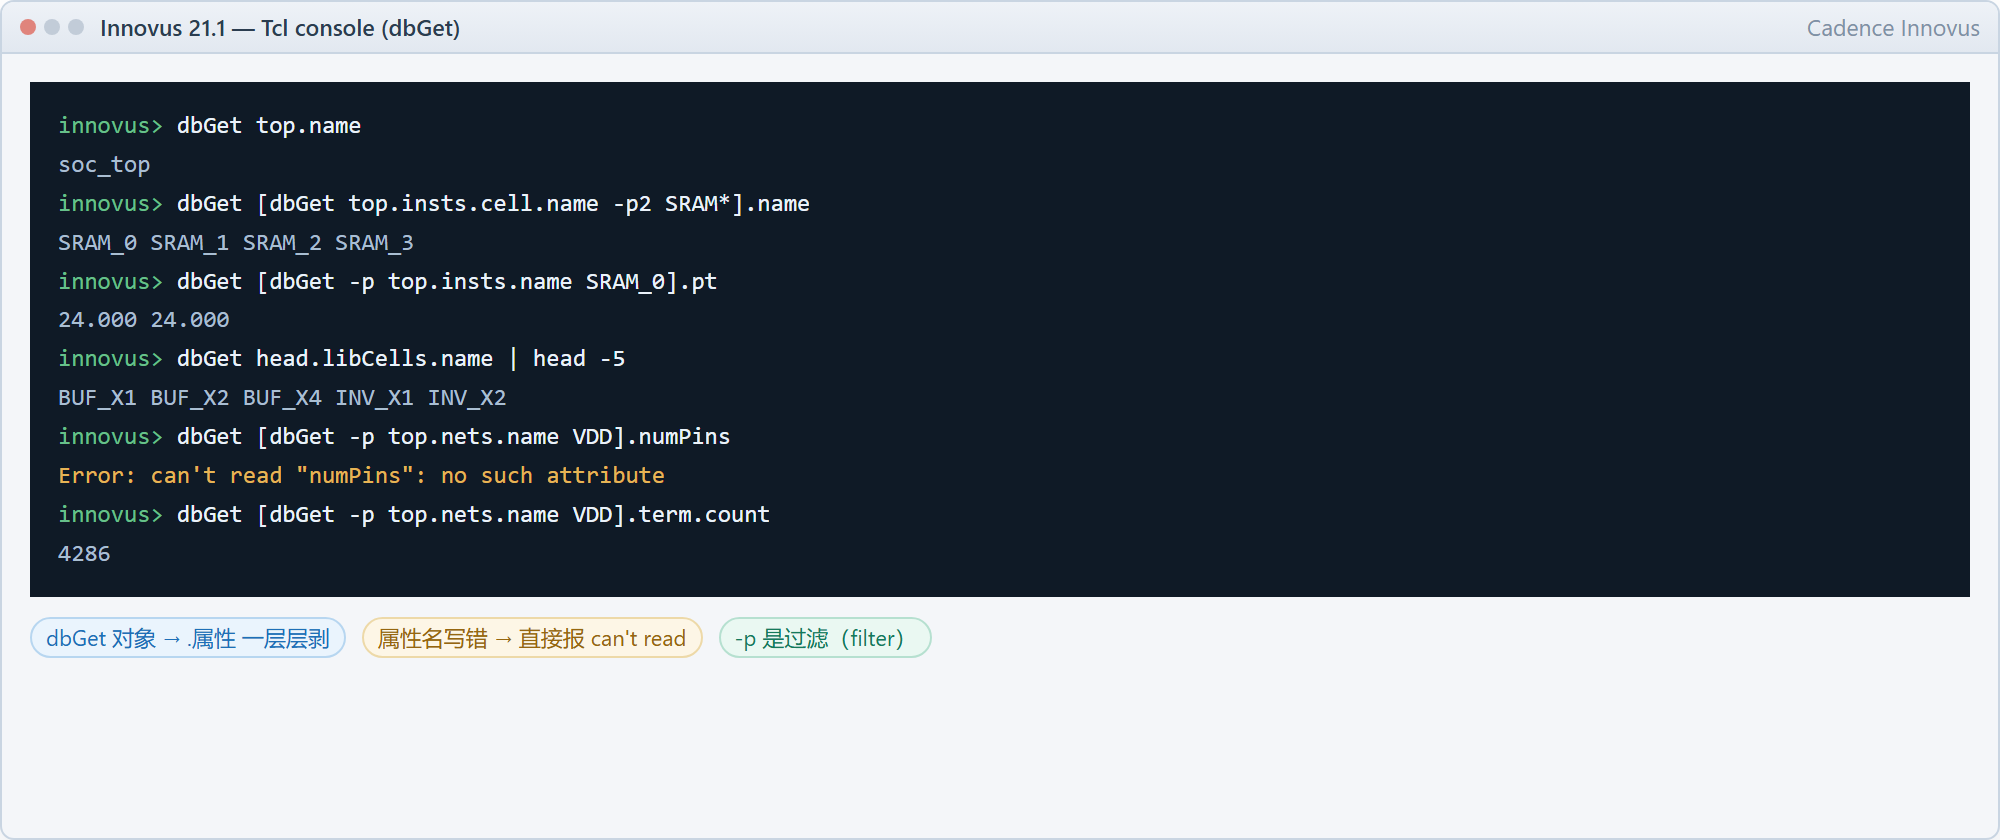 Innovus 21.1 — Tcl console (dbGet)
Cadence Innovus
innovus> dbGet top.name
soc_top
innovus> dbGet [dbGet top.insts.cell.name -p2 SRAM*].name
SRAM_0 SRAM_1 SRAM_2 SRAM_3
innovus> dbGet [dbGet -p top.insts.name SRAM_0].pt
24.000 24.000
innovus> dbGet head.libCells.name | head -5
BUF_X1 BUF_X2 BUF_X4 INV_X1 INV_X2
innovus> dbGet [dbGet -p top.nets.name VDD].numPins
Error: can't read "numPins": no such attribute
innovus> dbGet [dbGet -p top.nets.name VDD].term.count
4286
dbGet 对象 → .属性 一层层剥
属性名写错 → 直接报 can't read
-p 是过滤（filter）